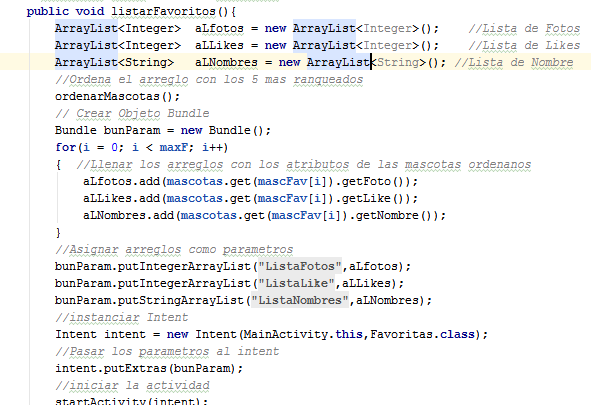 public void listarFavoritos(){
ArrayList<Integer> aLfotos = new ArrayList<Integer>(); //Lista de Fotos
ArrayList<Integer> aLLikes = new ArrayList<Integer>(); //Lista de Likes
ArrayList<String> aLNombres = new ArrayList<String>(); //Lista de Nombre
//Ordena el arreglo con los 5 mas ranqueados
ordenarMascotas();
// Crear Objeto Bundle
Bundle bunParam = new Bundle();
for(i = 0; i < maxF; i++)
{ //Llenar los arreglos con los atributos de las mascotas ordenanos
aLfotos.add(mascotas.get(mascFav[i]).getFoto());
aLLikes.add(mascotas.get(mascFav[i]).getLike());
aLNombres.add(mascotas.get(mascFav[i]).getNombre());
}
//Asignar arreglos como parametros
bunParam.putIntegerArrayList("ListaFotos",aLfotos);
bunParam.putIntegerArrayList("ListaLike",aLLikes);
bunParam.putStringArrayList("ListaNombres",aLNombres);
//instanciar Intent
Intent intent = new Intent(MainActivity.this,Favoritas.class);
//Pasar los parametros al intent
intent.putExtras(bunParam);
//iniciar la actividad
startActivity(intent);